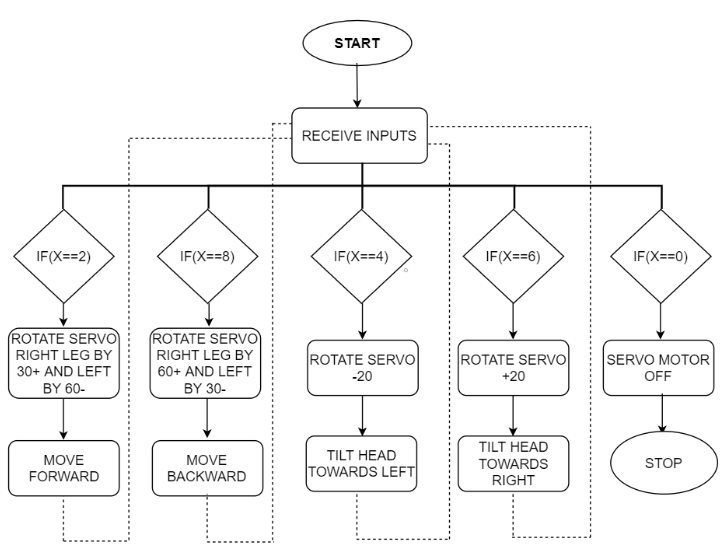 START
RECEIVE INPUTS
IF(X==2)
IF(X==8)
IF(X==4)
IF(X==6)
IF(X==0)
ROTATE SERVO
RIGHT LEG BY
30+ AND LEFT
BY 60-
ROTATE SERVO
RIGHT LEG BY
60+ AND LEFT
BY 30-
ROTATE SERVO
-20
ROTATE SERVO
+20
SERVO MOTOR
OFF
MOVE
FORWARD
MOVE
BACKWARD
TILT HEAD
TOWARDS LEFT
TILT HEAD
TOWARDS
RIGHT
STOP